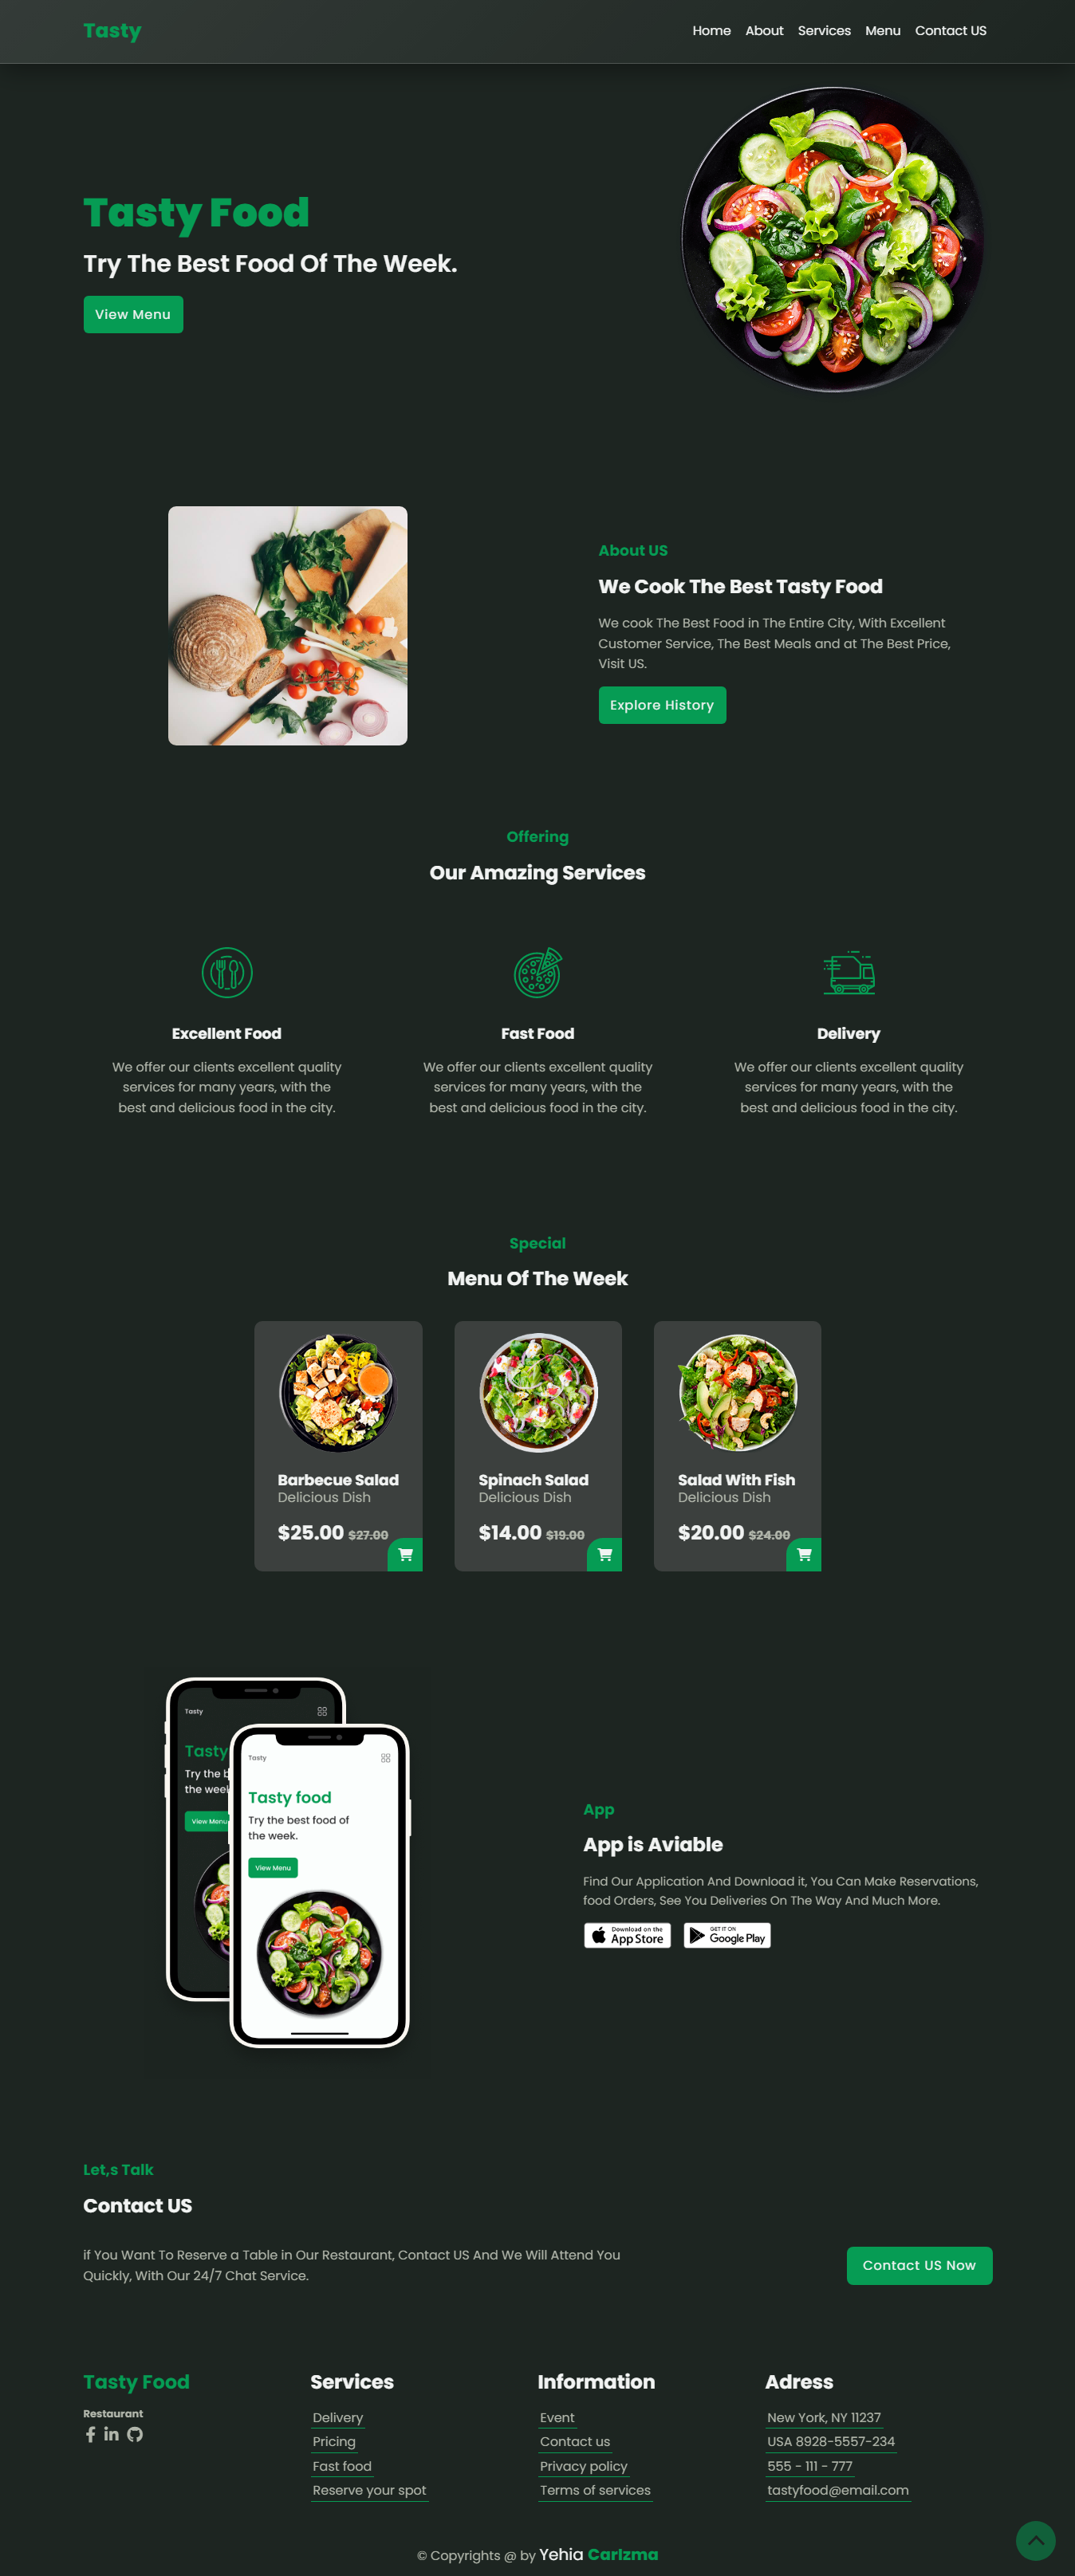 Tasty
Home About Services Menu Contact US
Tasty Food
Try The Best Food Of The Week.
View Menu
About US
We Cook The Best Tasty Food
We cook The Best Food in The Entire City, With Excellent
Customer Service, The Best Meals and at The Best Price,
Visit US.
Explore History
Offering
Our Amazing Services
Excellent Food
We offer our clients excellent quality
services for many years, with the
best and delicious food in the city.
Fast Food
We offer our clients excellent quality
services for many years, with the
best and delicious food in the city.
Delivery
We offer our clients excellent quality
services for many years, with the
best and delicious food in the city.
Special
Menu Of The Week
Barbecue Salad
Delicious Dish
$25.00 $27.00
Spinach Salad
Delicious Dish
$14.00 $19.00
Salad With Fish
Delicious Dish
$20.00 $24.00
Tasty
Tasty
Try the b
the week
View Menu
Tasty
Tasty food
Try the best food of
the week.
View Menu
App
App is Aviable
Find Our Application And Download it, You Can Make Reservations,
food Orders, See You Deliveries On The Way And Much More.
Download on the
App Store
GET IT ON
Google Play
Let,s Talk
Contact US
if You Want To Reserve a Table in Our Restaurant, Contact US And We Will Attend You
Quickly, With Our 24/7 Chat Service.
Contact US Now
Tasty Food
Restaurant
Services
Delivery
Pricing
Fast food
Reserve your spot
Information
Event
Contact us
Privacy policy
Terms of services
Adress
New York, NY 11237
USA 8928-5557-234
555 - 111 - 777
tastyfood@email.com
© Copyrights @ by Yehia Carizma